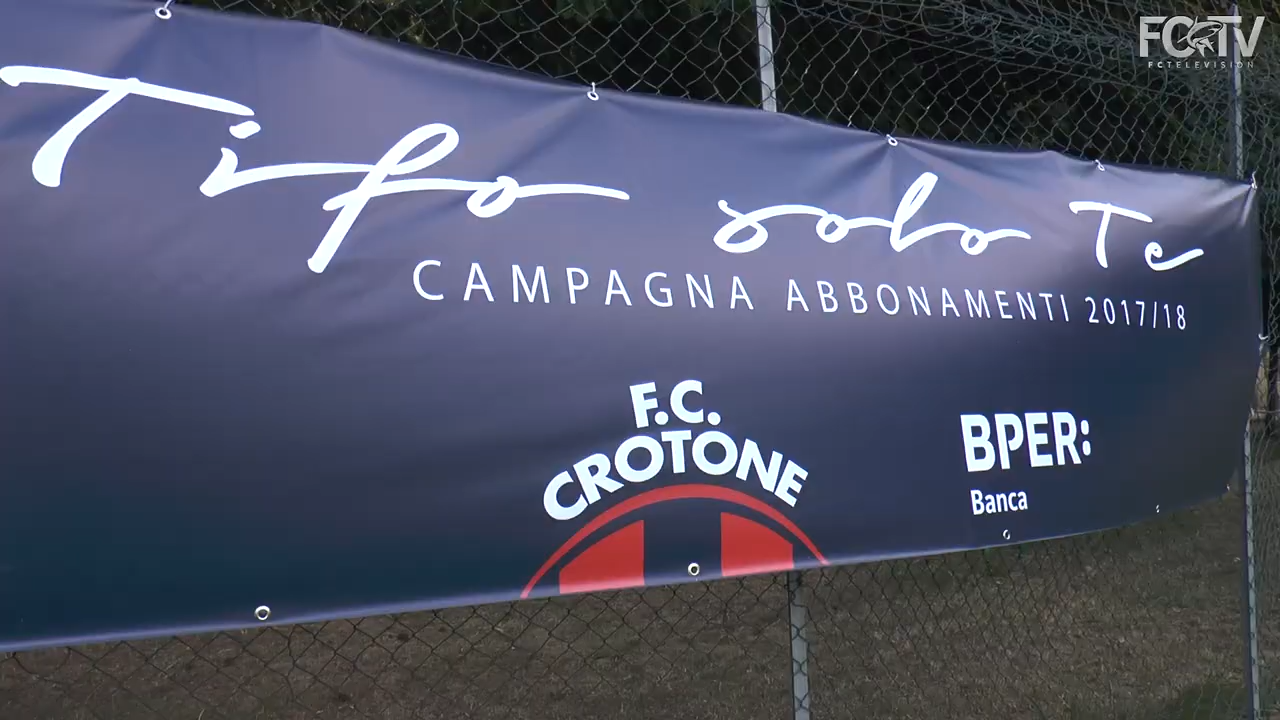 FCTV
FCTELEVISION
Tifo solo Te
CAMPAGNA ABBONAMENTI 2017/18
F.C.
CROTONE
BPER:
Banca